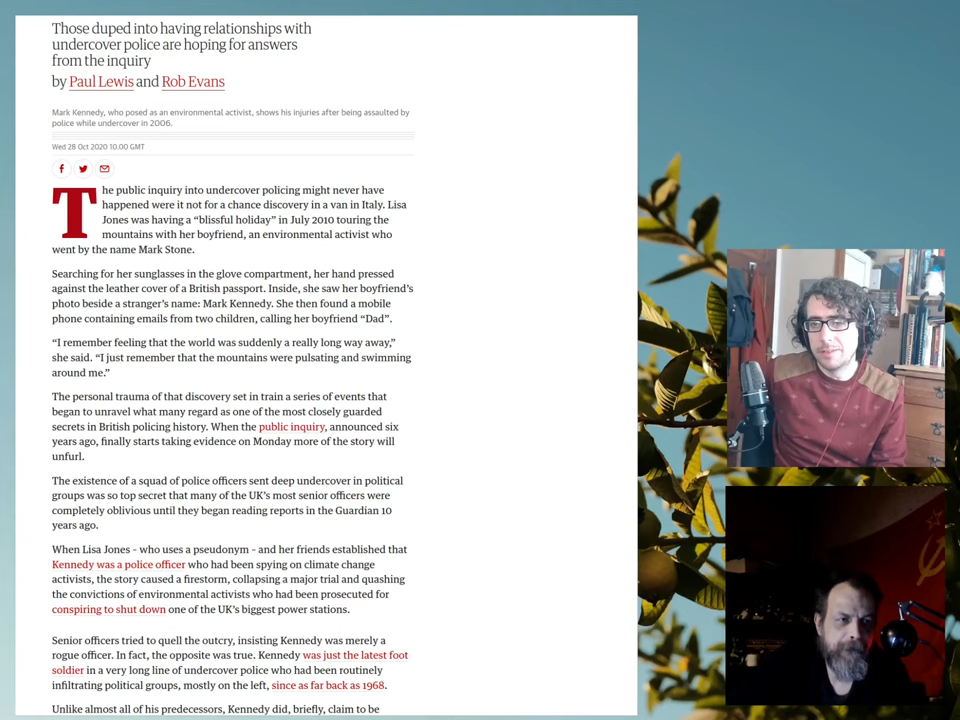 Those duped into having relationships with
undercover police are hoping for answers
from the inquiry
by Paul Lewis and Rob Evans
Mark Kennedy, who posed as an environmental activist, shows his injuries after being assaulted by
police while undercover in 2006.
Wed 28 Oct 2020 10.00 GMT
The public inquiry into undercover policing might never have
happened were it not for a chance discovery in a van in Italy. Lisa
Jones was having a “blissful holiday” in July 2010 touring the
mountains with her boyfriend, an environmental activist who
went by the name Mark Stone.
Searching for her sunglasses in the glove compartment, her hand pressed
against the leather cover of a British passport. Inside, she saw her boyfriend’s
photo beside a stranger’s name: Mark Kennedy. She then found a mobile
phone containing emails from two children, calling her boyfriend “Dad”.
“I remember feeling that the world was suddenly a really long way away,”
she said. “I just remember that the mountains were pulsating and swimming
around me.”
The personal trauma of that discovery set in train a series of events that
began to unravel what many regard as one of the most closely guarded
secrets in British policing history. When the public inquiry, announced six
years ago, finally starts taking evidence on Monday more of the story will
unfurl.
The existence of a squad of police officers sent deep undercover in political
groups was so top secret that many of the UK’s most senior officers were
completely oblivious until they began reading reports in the Guardian 10
years ago.
When Lisa Jones – who uses a pseudonym – and her friends established that
Kennedy was a police officer who had been spying on climate change
activists, the story caused a firestorm, collapsing a major trial and quashing
the convictions of environmental activists who had been prosecuted for
conspiring to shut down one of the UK’s biggest power stations.
Senior officers tried to quell the outcry, insisting Kennedy was merely a
rogue officer. In fact, the opposite was true. Kennedy was just the latest foot
soldier in a very long line of undercover police who had been routinely
infiltrating political groups, mostly on the left, since as far back as 1968.
Unlike almost all of his predecessors, Kennedy did, briefly, claim to be